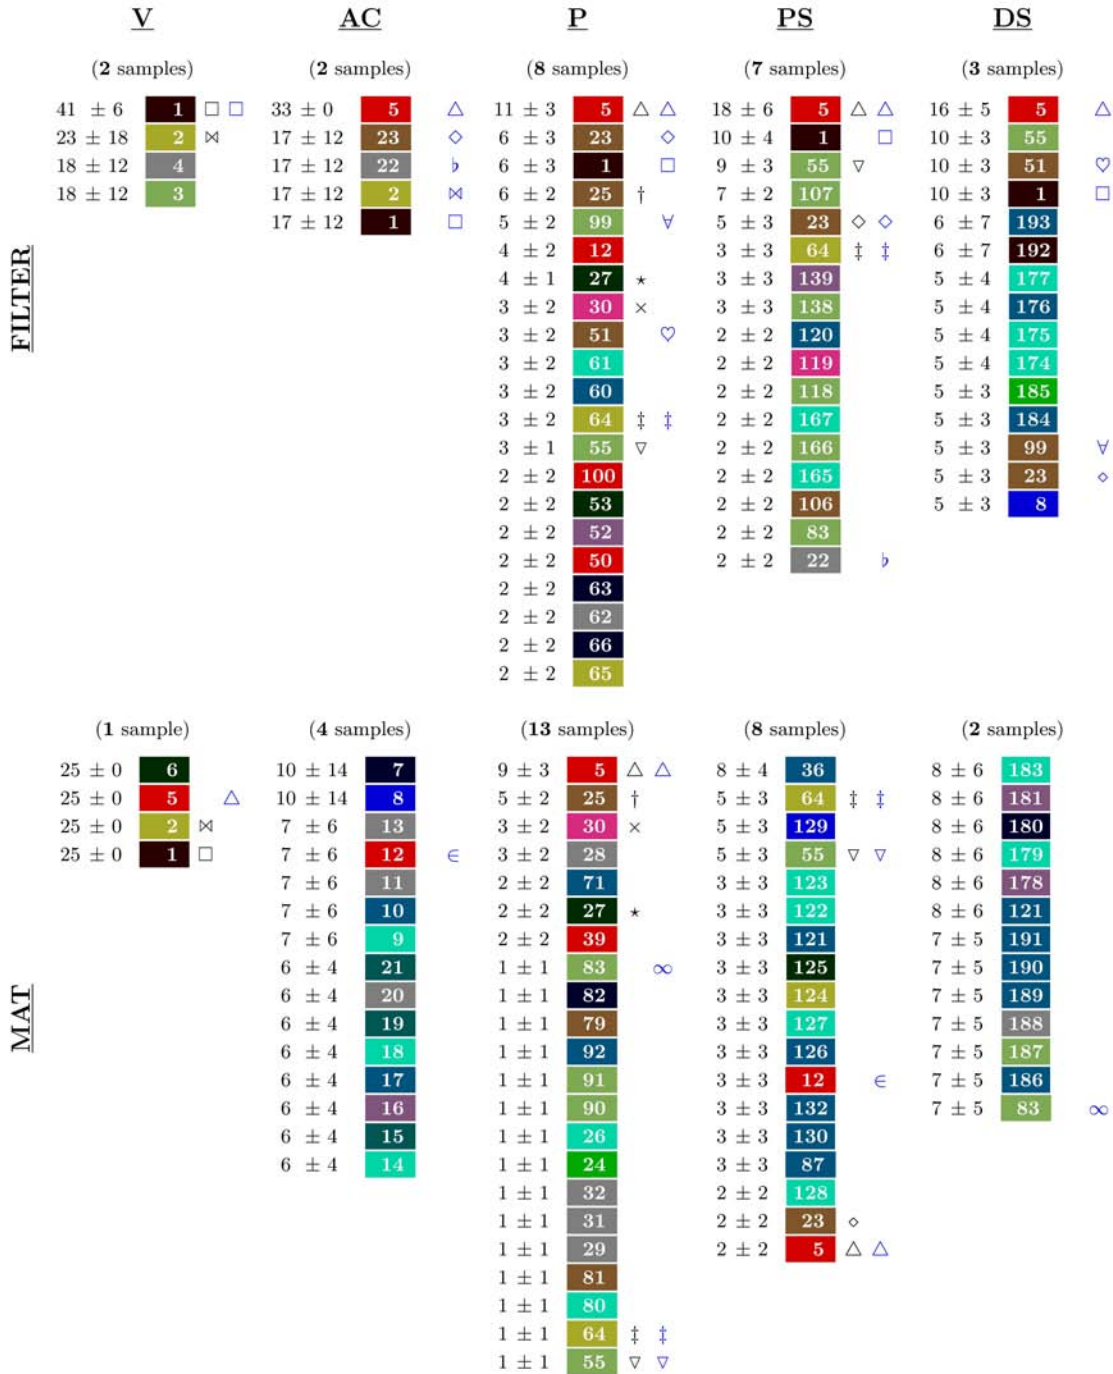 V AC P PS DS
FILTER
(2 samples) (2 samples) (8 samples) (7 samples) (3 samples)
41 ± 6 1 □ □ 33 ± 0 5 △ 11 ± 3 5 △ △ 18 ± 6 5 △ △ 16 ± 5 5 △
23 ± 18 2 ⋈ 17 ± 12 23 ◇ 6 ± 3 23 ◇ 10 ± 4 1 □ 10 ± 3 55
18 ± 12 4 17 ± 12 22 ♭ 6 ± 3 1 □ 9 ± 3 55 ▽ 10 ± 3 51 ♡
18 ± 12 3 17 ± 12 2 ⋈ 6 ± 2 25 † 7 ± 2 107 10 ± 3 1 □
17 ± 12 1 □ 5 ± 2 99 ∀ 5 ± 3 23 ◇ ◇ 6 ± 7 193
4 ± 2 12 3 ± 3 64 ‡ ‡ 6 ± 7 192
4 ± 1 27 ⋆ 3 ± 3 139 5 ± 4 177
3 ± 2 30 × 3 ± 3 138 5 ± 4 176
3 ± 2 51 ♡ 2 ± 2 120 5 ± 4 175
3 ± 2 61 2 ± 2 119 5 ± 4 174
3 ± 2 60 2 ± 2 118 5 ± 3 185
3 ± 2 64 ‡ ‡ 2 ± 2 167 5 ± 3 184
3 ± 1 55 ▽ 2 ± 2 166 5 ± 3 99 ∀
2 ± 2 100 2 ± 2 165 5 ± 3 23 ⋄
2 ± 2 53 2 ± 2 106 5 ± 3 8
2 ± 2 52 2 ± 2 83
2 ± 2 50 2 ± 2 22 ♭
2 ± 2 63
2 ± 2 62
2 ± 2 66
2 ± 2 65
MAT
(1 sample) (4 samples) (13 samples) (8 samples) (2 samples)
25 ± 0 6 10 ± 14 7 9 ± 3 5 △ △ 8 ± 4 36 8 ± 6 183
25 ± 0 5 △ 10 ± 14 8 5 ± 2 25 † 5 ± 3 64 ‡ ‡ 8 ± 6 181
25 ± 0 2 ⋈ 7 ± 6 13 3 ± 2 30 × 5 ± 3 129 8 ± 6 180
25 ± 0 1 □ 7 ± 6 12 ∈ 3 ± 2 28 5 ± 3 55 ▽ ▽ 8 ± 6 179
7 ± 6 11 2 ± 2 71 3 ± 3 123 8 ± 6 178
7 ± 6 10 2 ± 2 27 ⋆ 3 ± 3 122 8 ± 6 121
7 ± 6 9 2 ± 2 39 3 ± 3 121 7 ± 5 191
6 ± 4 21 1 ± 1 83 ∞ 3 ± 3 125 7 ± 5 190
6 ± 4 20 1 ± 1 82 3 ± 3 124 7 ± 5 189
6 ± 4 19 1 ± 1 79 3 ± 3 127 7 ± 5 188
6 ± 4 18 1 ± 1 92 3 ± 3 126 7 ± 5 187
6 ± 4 17 1 ± 1 91 3 ± 3 12 ∈ 7 ± 5 186
6 ± 4 16 1 ± 1 90 3 ± 3 132 7 ± 5 83 ∞
6 ± 4 15 1 ± 1 26 3 ± 3 130
6 ± 4 14 1 ± 1 24 3 ± 3 87
1 ± 1 32 2 ± 2 128
1 ± 1 31 2 ± 2 23 ⋄
1 ± 1 29 2 ± 2 5 △ △
1 ± 1 81
1 ± 1 80
1 ± 1 64 ‡ ‡
1 ± 1 55 ▽ ▽